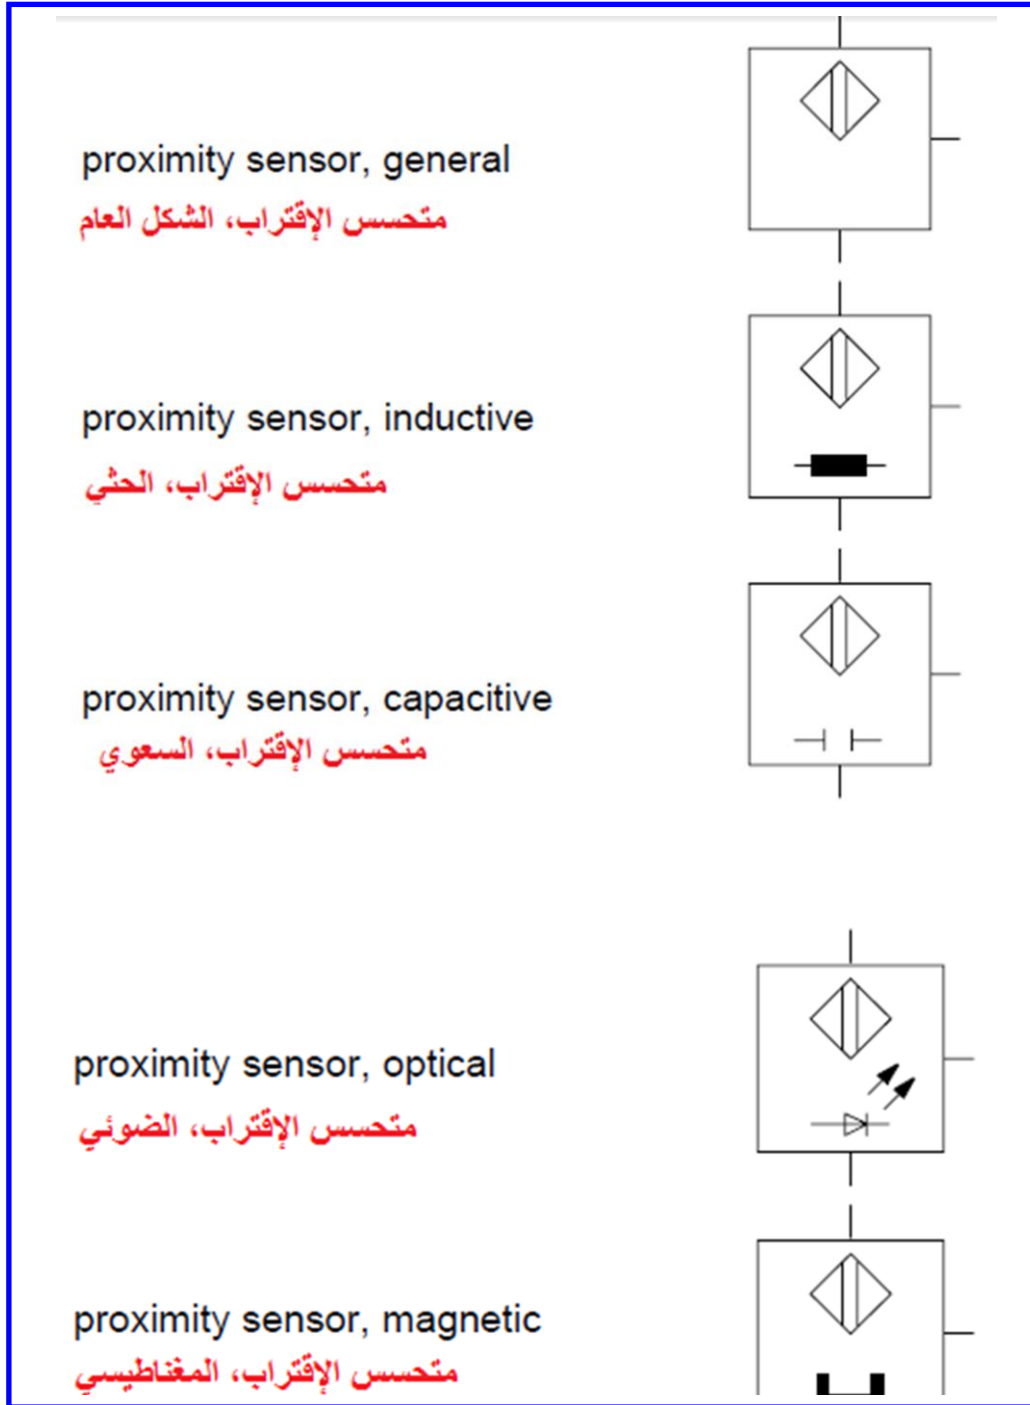 proximity sensor, general
متحسس الإقتراب، الشكل العام
proximity sensor, inductive
متحسس الإقتراب، الحثي
proximity sensor, capacitive
متحسس الإقتراب، السعوي
proximity sensor, optical
متحسس الإقتراب، الضوئي
proximity sensor, magnetic
متحسس الإقتراب، المغناطيسي